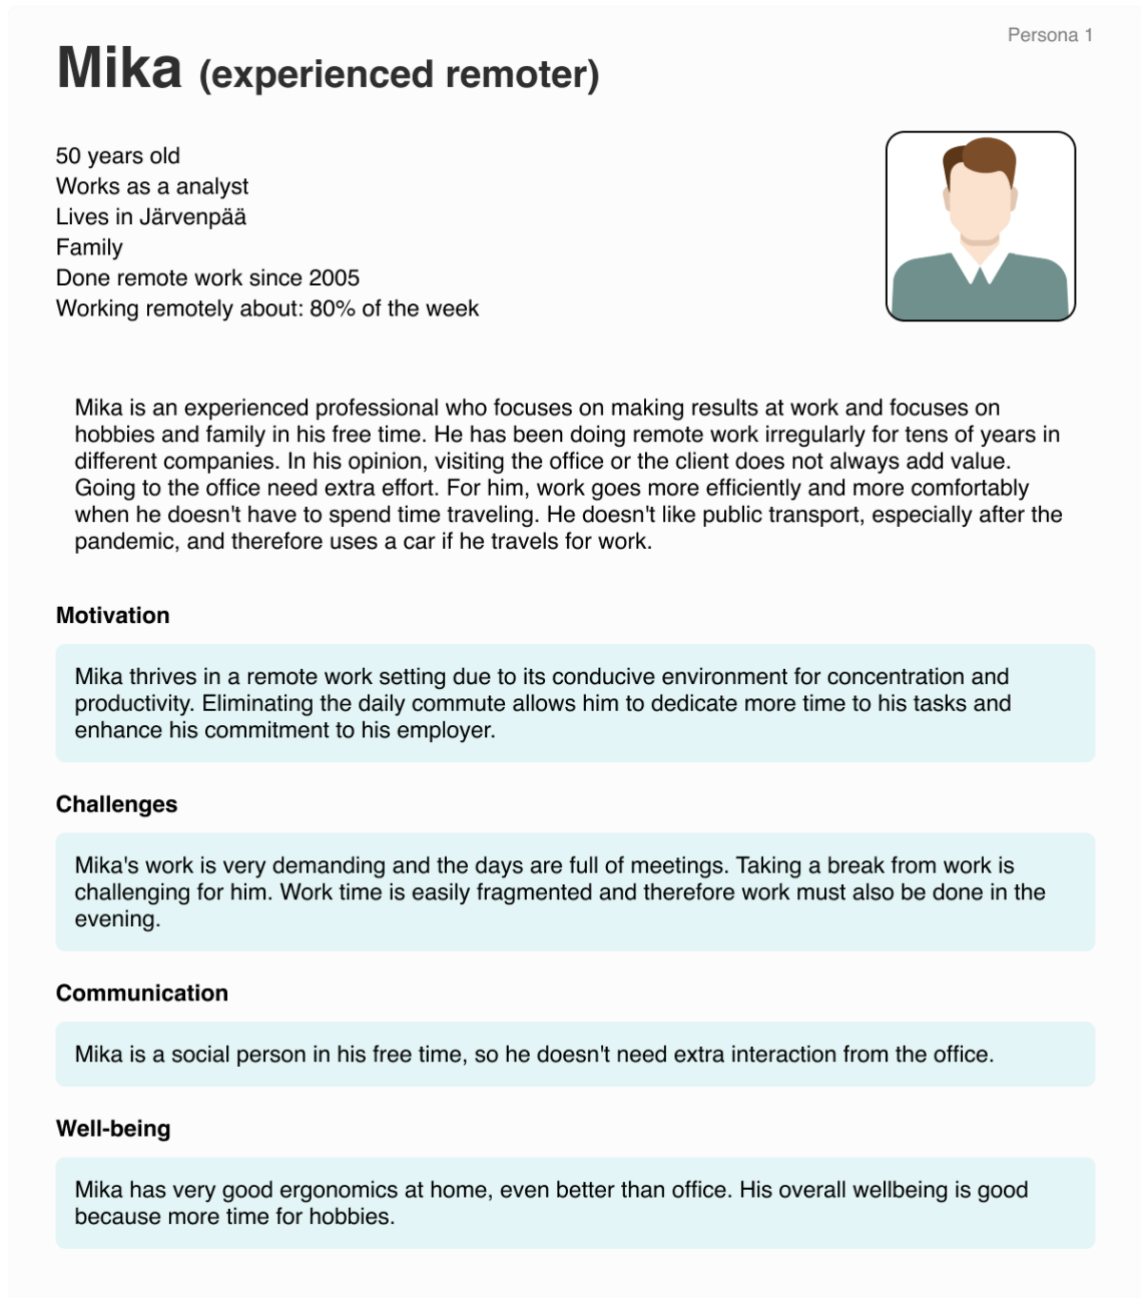 Persona 1
Mika (experienced remoter)
50 years old
Works as a analyst
Lives in Järvenpää
Family
Done remote work since 2005
Working remotely about: 80% of the week
Mika is an experienced professional who focuses on making results at work and focuses on
hobbies and family in his free time. He has been doing remote work irregularly for tens of years in
different companies. In his opinion, visiting the office or the client does not always add value.
Going to the office need extra effort. For him, work goes more efficiently and more comfortably
when he doesn't have to spend time traveling. He doesn't like public transport, especially after the
pandemic, and therefore uses a car if he travels for work.
Motivation
Mika thrives in a remote work setting due to its conducive environment for concentration and
productivity. Eliminating the daily commute allows him to dedicate more time to his tasks and
enhance his commitment to his employer.
Challenges
Mika's work is very demanding and the days are full of meetings. Taking a break from work is
challenging for him. Work time is easily fragmented and therefore work must also be done in the
evening.
Communication
Mika is a social person in his free time, so he doesn't need extra interaction from the office.
Well-being
Mika has very good ergonomics at home, even better than office. His overall wellbeing is good
because more time for hobbies.